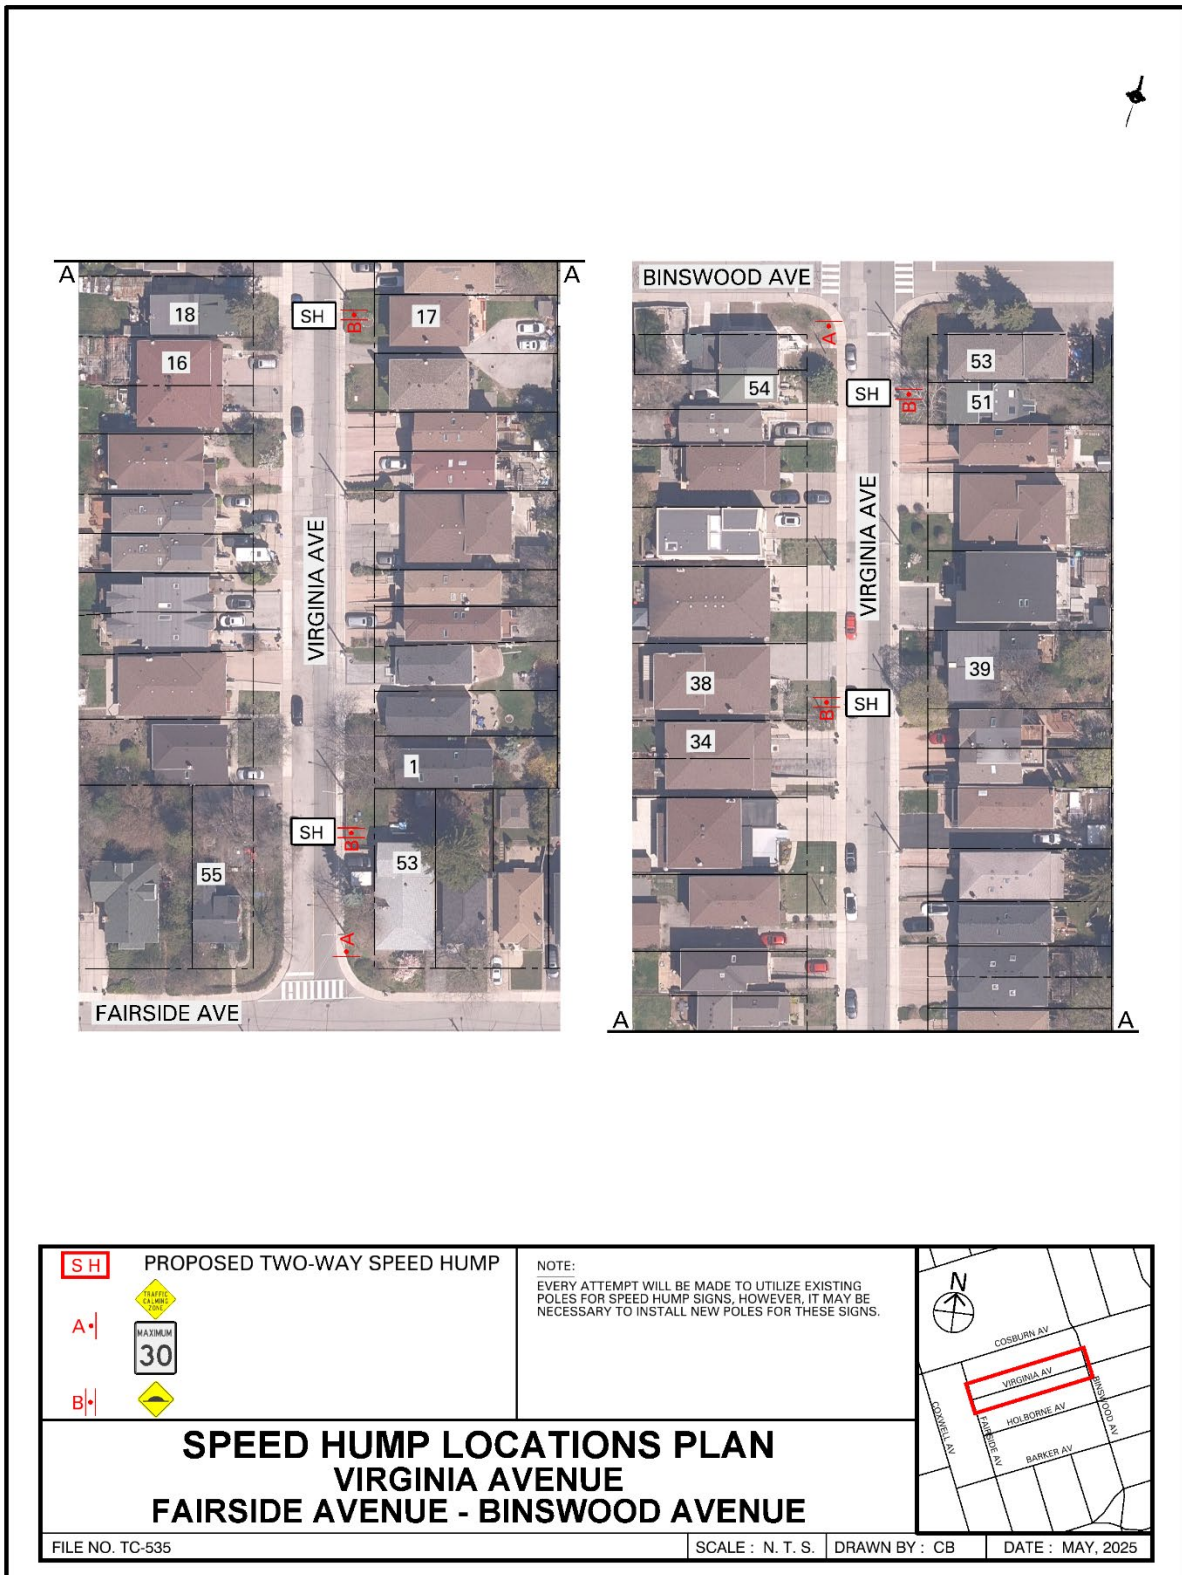 A A
18
SH
B
17
16
VIRGINIA AVE
1
SH
B
53
55
A
FAIRSIDE AVE
BINSWOOD AVE
A
53
54
SH
B
51
VIRGINIA AVE
39
38
B
SH
34
A A
S H PROPOSED TWO-WAY SPEED HUMP
TRAFFIC
CALMING
ZONE
A
MAXIMUM
30
B
NOTE:
EVERY ATTEMPT WILL BE MADE TO UTILIZE EXISTING
POLES FOR SPEED HUMP SIGNS, HOWEVER, IT MAY BE
NECESSARY TO INSTALL NEW POLES FOR THESE SIGNS.
N
COSBURN AV
VIRGINIA AV
HOLBORNE AV
BARKER AV
COXWELL AV
FAIRSIDE AV
BINSWOOD AV
SPEED HUMP LOCATIONS PLAN
VIRGINIA AVENUE
FAIRSIDE AVENUE - BINSWOOD AVENUE
FILE NO. TC-535
SCALE : N. T. S.
DRAWN BY : CB
DATE : MAY, 2025